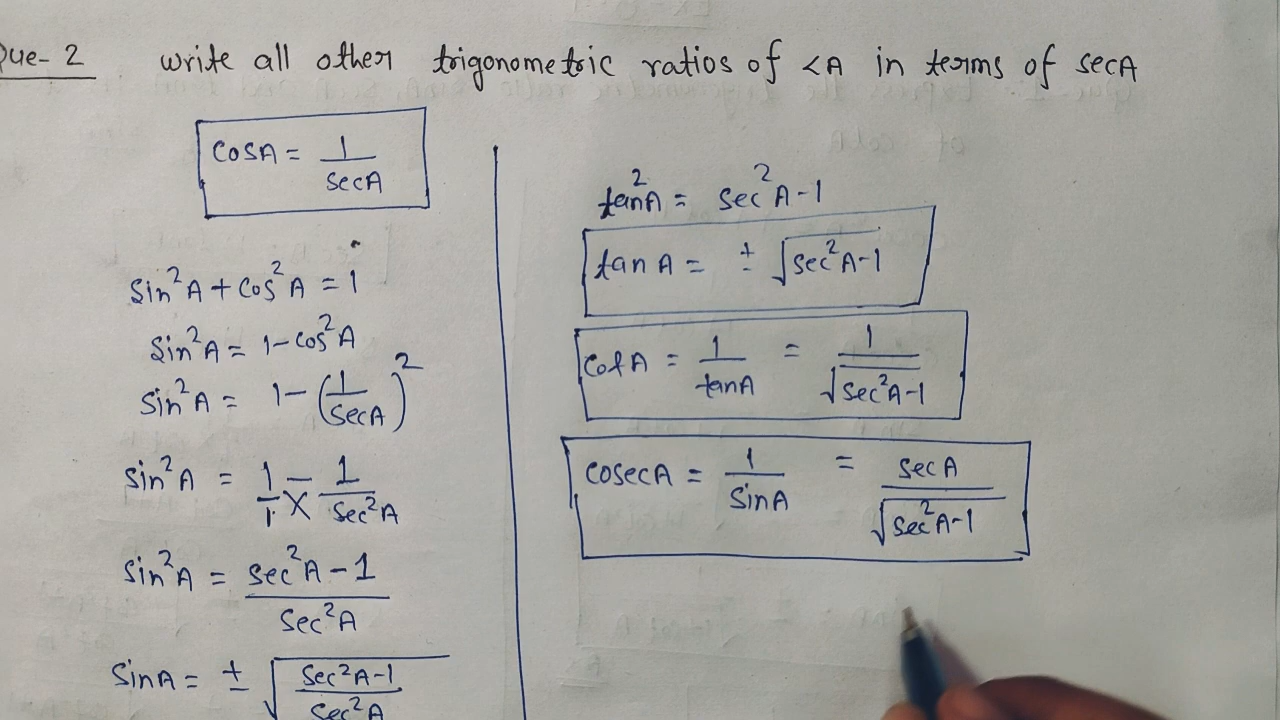 Que- 2 write all other trigonometric ratios of <A in terms of secA
cosA = 1/secA
sin²A + cos²A = 1
sin²A = 1-cos²A
sin²A = 1-(1/secA)²
sin²A = 1/1 - 1/sec²A
sin²A = sec²A-1/sec²A
sinA = ± √sec²A-1/sec²A
tan²A = sec²A-1
tan A = ± √sec²A-1
cotA = 1/tanA = 1/√sec²A-1
cosecA = 1/sinA = secA/√sec²A-1